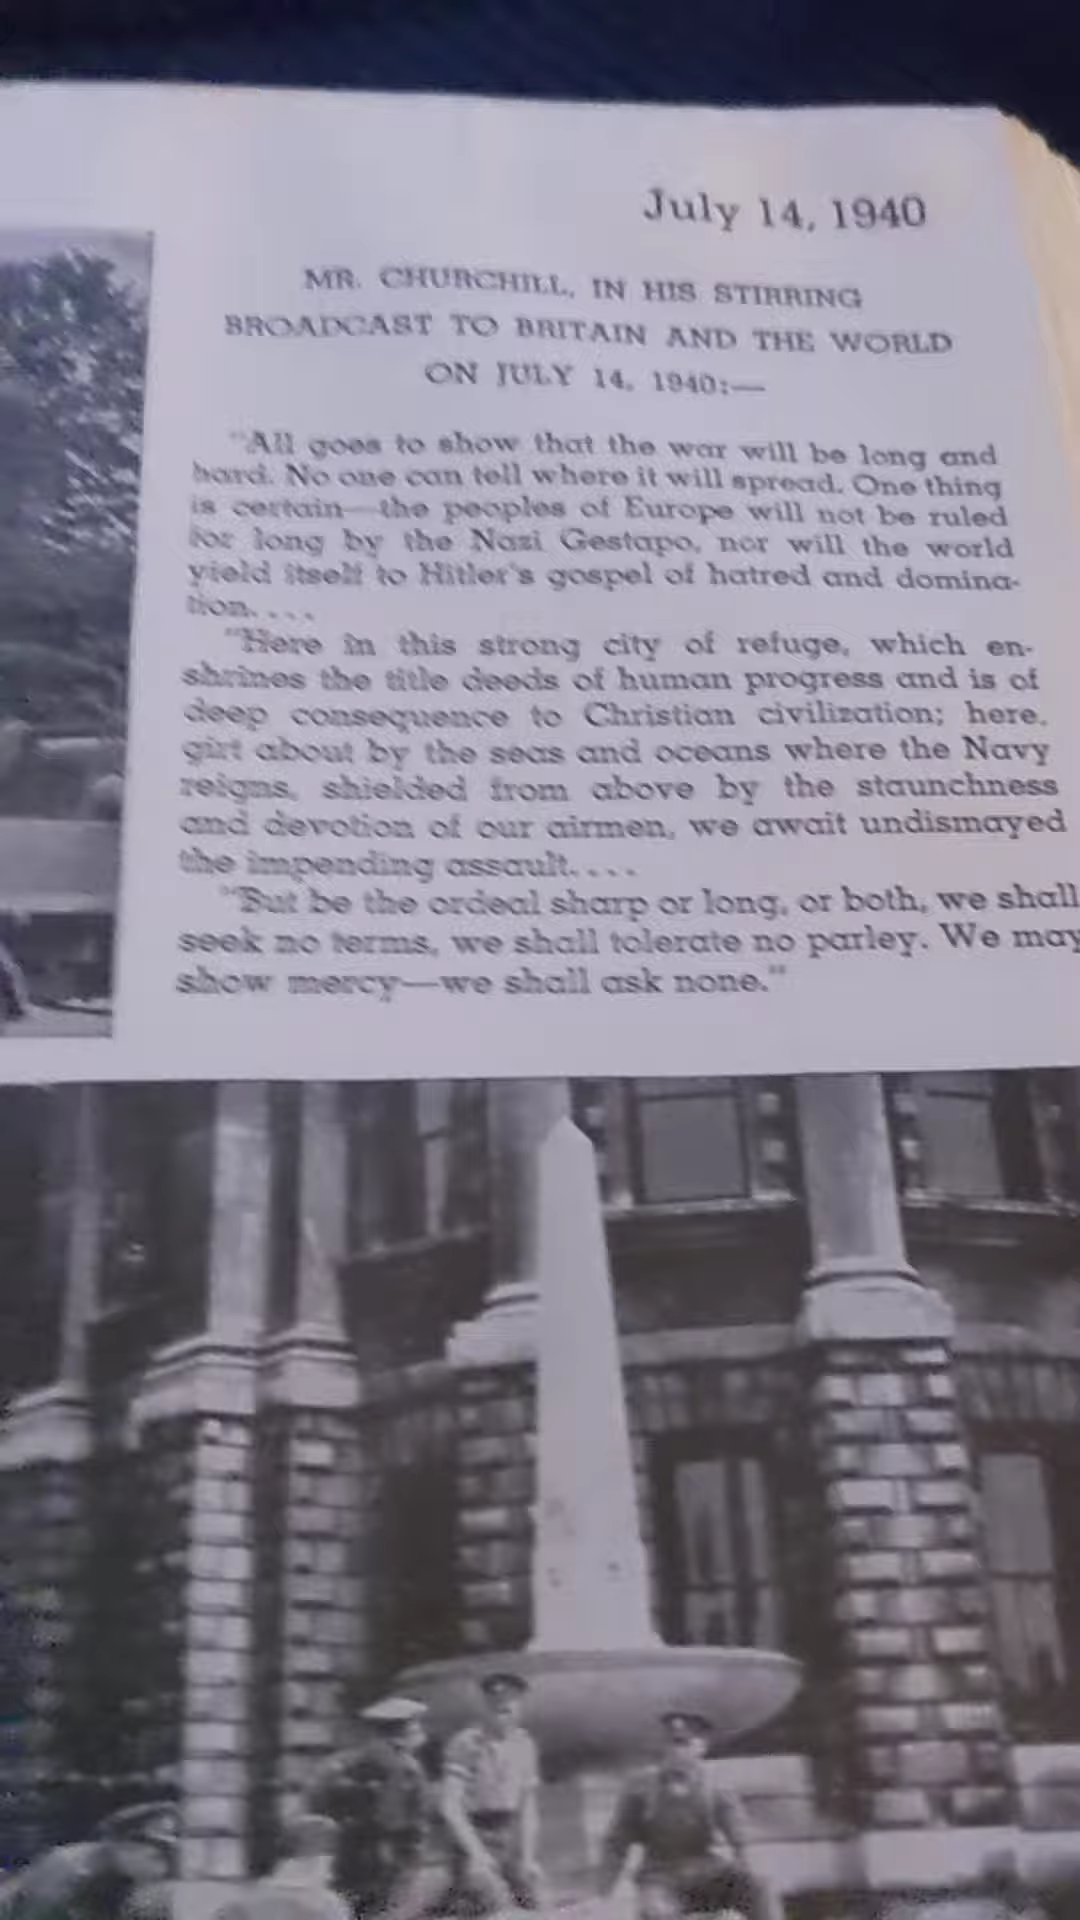 July 14, 1940
MR. CHURCHILL, IN HIS STIRRING
BROADCAST TO BRITAIN AND THE WORLD
ON JULY 14, 1940:—
"All goes to show that the war will be long and
hard. No one can tell where it will spread. One thing
is certain—the peoples of Europe will not be ruled
for long by the Nazi Gestapo, nor will the world
yield itself to Hitler's gospel of hatred and domina-
tion. . . .
"Here in this strong city of refuge, which en-
shrines the title deeds of human progress and is of
deep consequence to Christian civilization; here,
girt about by the seas and oceans where the Navy
reigns, shielded from above by the staunchness
and devotion of our airmen, we await undismayed
the impending assault. . . .
"But be the ordeal sharp or long, or both, we shall
seek no terms, we shall tolerate no parley. We may
show mercy—we shall ask none."